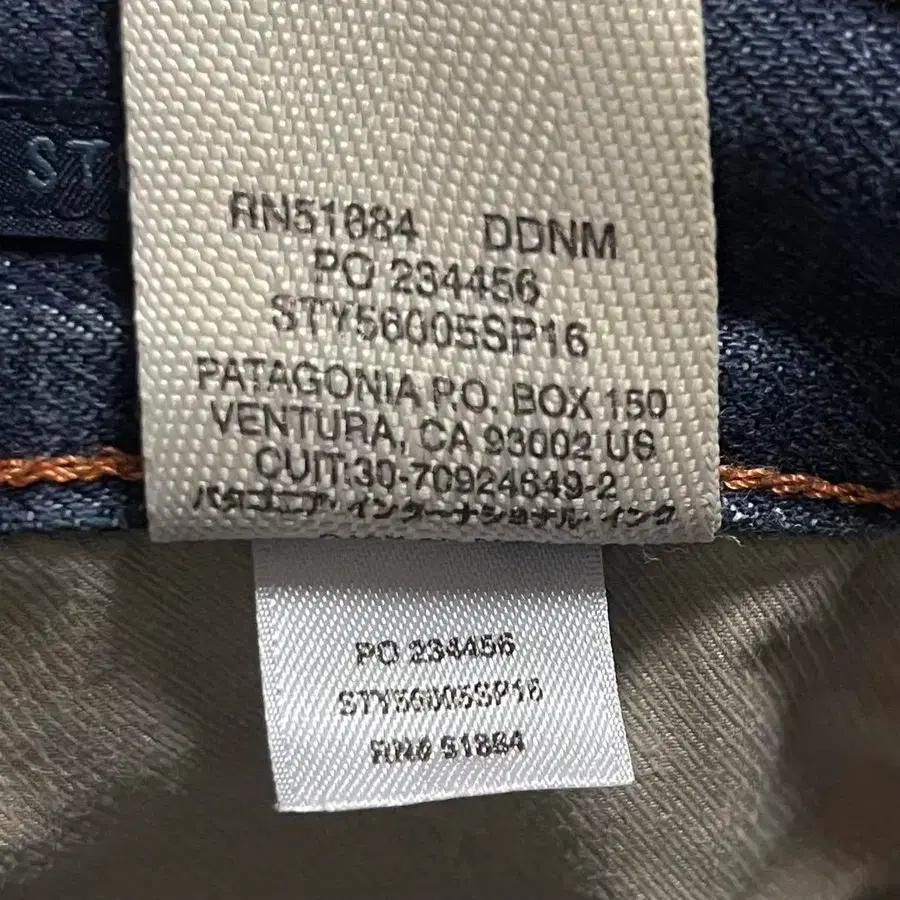 ST
RN51884 DDNM
PO 234456
STY56005SP16
PATAGONIA P.O. BOX 150
VENTURA, CA 93002 US
CUIT:30-70924649-2
パタゴニア・インターナショナル・インク
PO 234456
STY56005SP16
RN# 51884